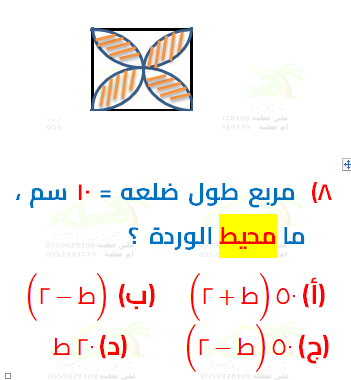 ٨) مربع طول ضلعه = ١٠ سم ،
ما محيط الوردة ؟
(أ) ٥٠ (ط + ٢) (ب) (ط − ٢)
(ج) ٥٠ (ط − ٢) (د) ٢٠ ط